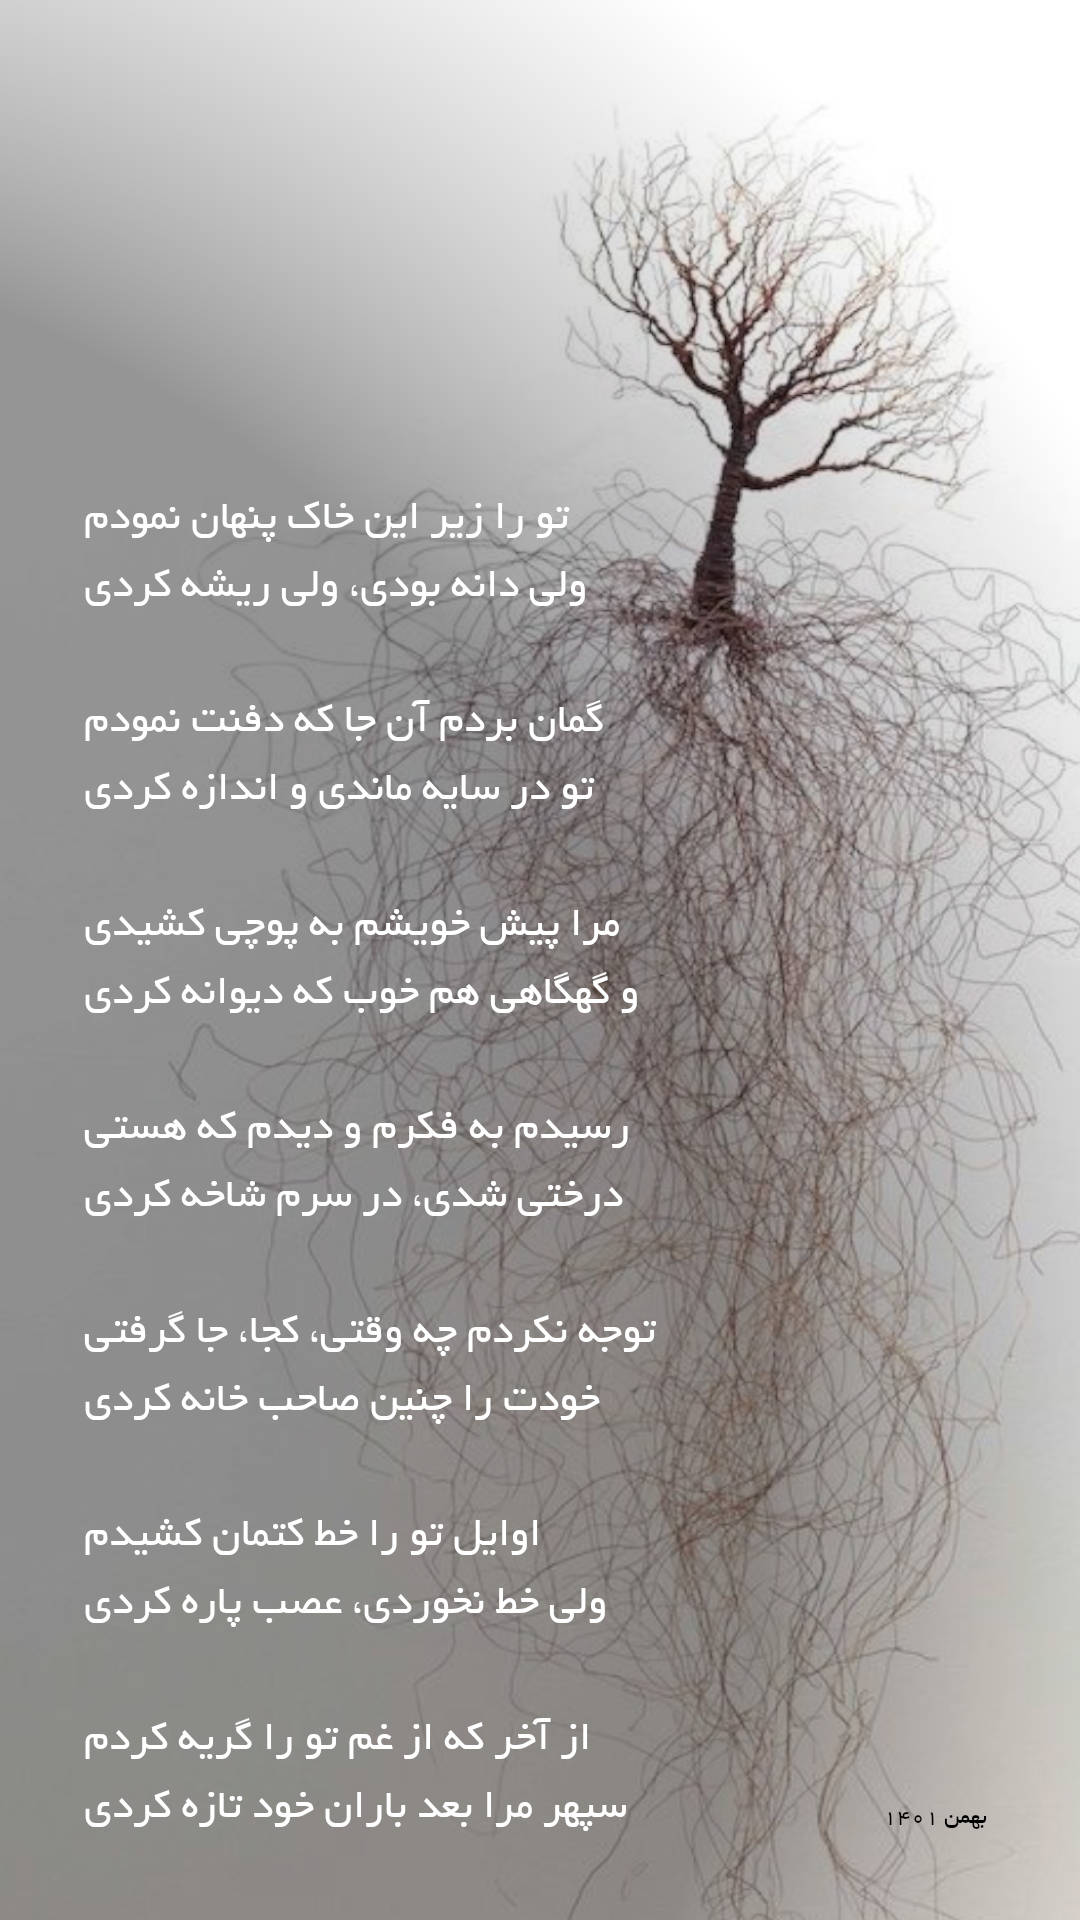 تو را زیر این خاک پنهان نمودم
ولی دانه بودی، ولی ریشه کردی
گمان بردم آن جا که دفنت نمودم
تو در سایه ماندی و اندازه کردی
مرا پیش خویشم به پوچی کشیدی
و گهگاهی هم خوب که دیوانه کردی
رسیدم به فکرم و دیدم که هستی
درختی شدی، در سرم شاخه کردی
توجه نکردم چه وقتی، کجا، جا گرفتی
خودت را چنین صاحب خانه کردی
اوایل تو را خط کتمان کشیدم
ولی خط نخوردی، عصب پاره کردی
از آخر که از غم تو را گریه کردم
سپهر مرا بعد باران خود تازه کردی
بهمن ۱۴۰۱